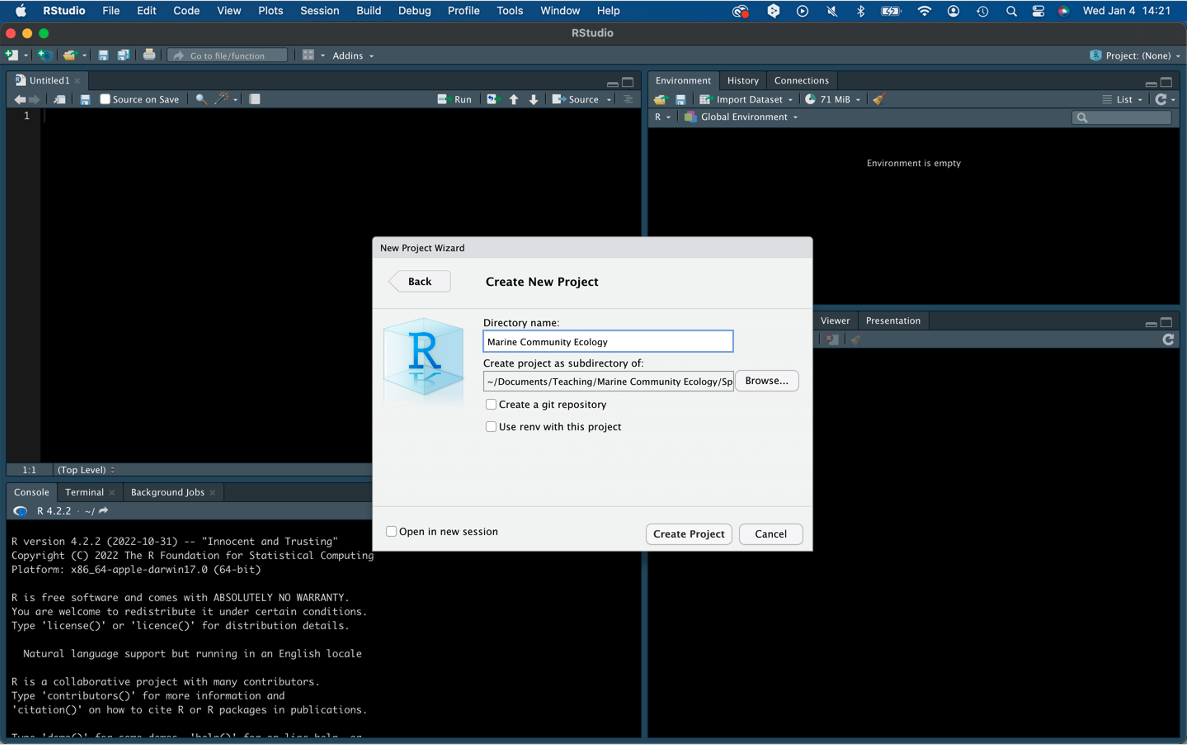 RStudio File Edit Code View Plots Session Build Debug Profile Tools Window Help Wed Jan 4 14:21
RStudio
Go to file/function Addins Project: (None)
Untitled1
Source on Save Run Source
1
1:1 (Top Level)
Environment History Connections
Import Dataset 71 MiB List
R Global Environment
Environment is empty
Viewer Presentation
New Project Wizard
Back Create New Project
R
Directory name:
Marine Community Ecology
Create project as subdirectory of:
~/Documents/Teaching/Marine Community Ecology/Sp Browse...
Create a git repository
Use renv with this project
Open in new session Create Project Cancel
Console Terminal Background Jobs
R 4.2.2 · ~/
R version 4.2.2 (2022-10-31) -- "Innocent and Trusting"
Copyright (C) 2022 The R Foundation for Statistical Computing
Platform: x86_64-apple-darwin17.0 (64-bit)
R is free software and comes with ABSOLUTELY NO WARRANTY.
You are welcome to redistribute it under certain conditions.
Type 'license()' or 'licence()' for distribution details.
Natural language support but running in an English locale
R is a collaborative project with many contributors.
Type 'contributors()' for more information and
'citation()' on how to cite R or R packages in publications.